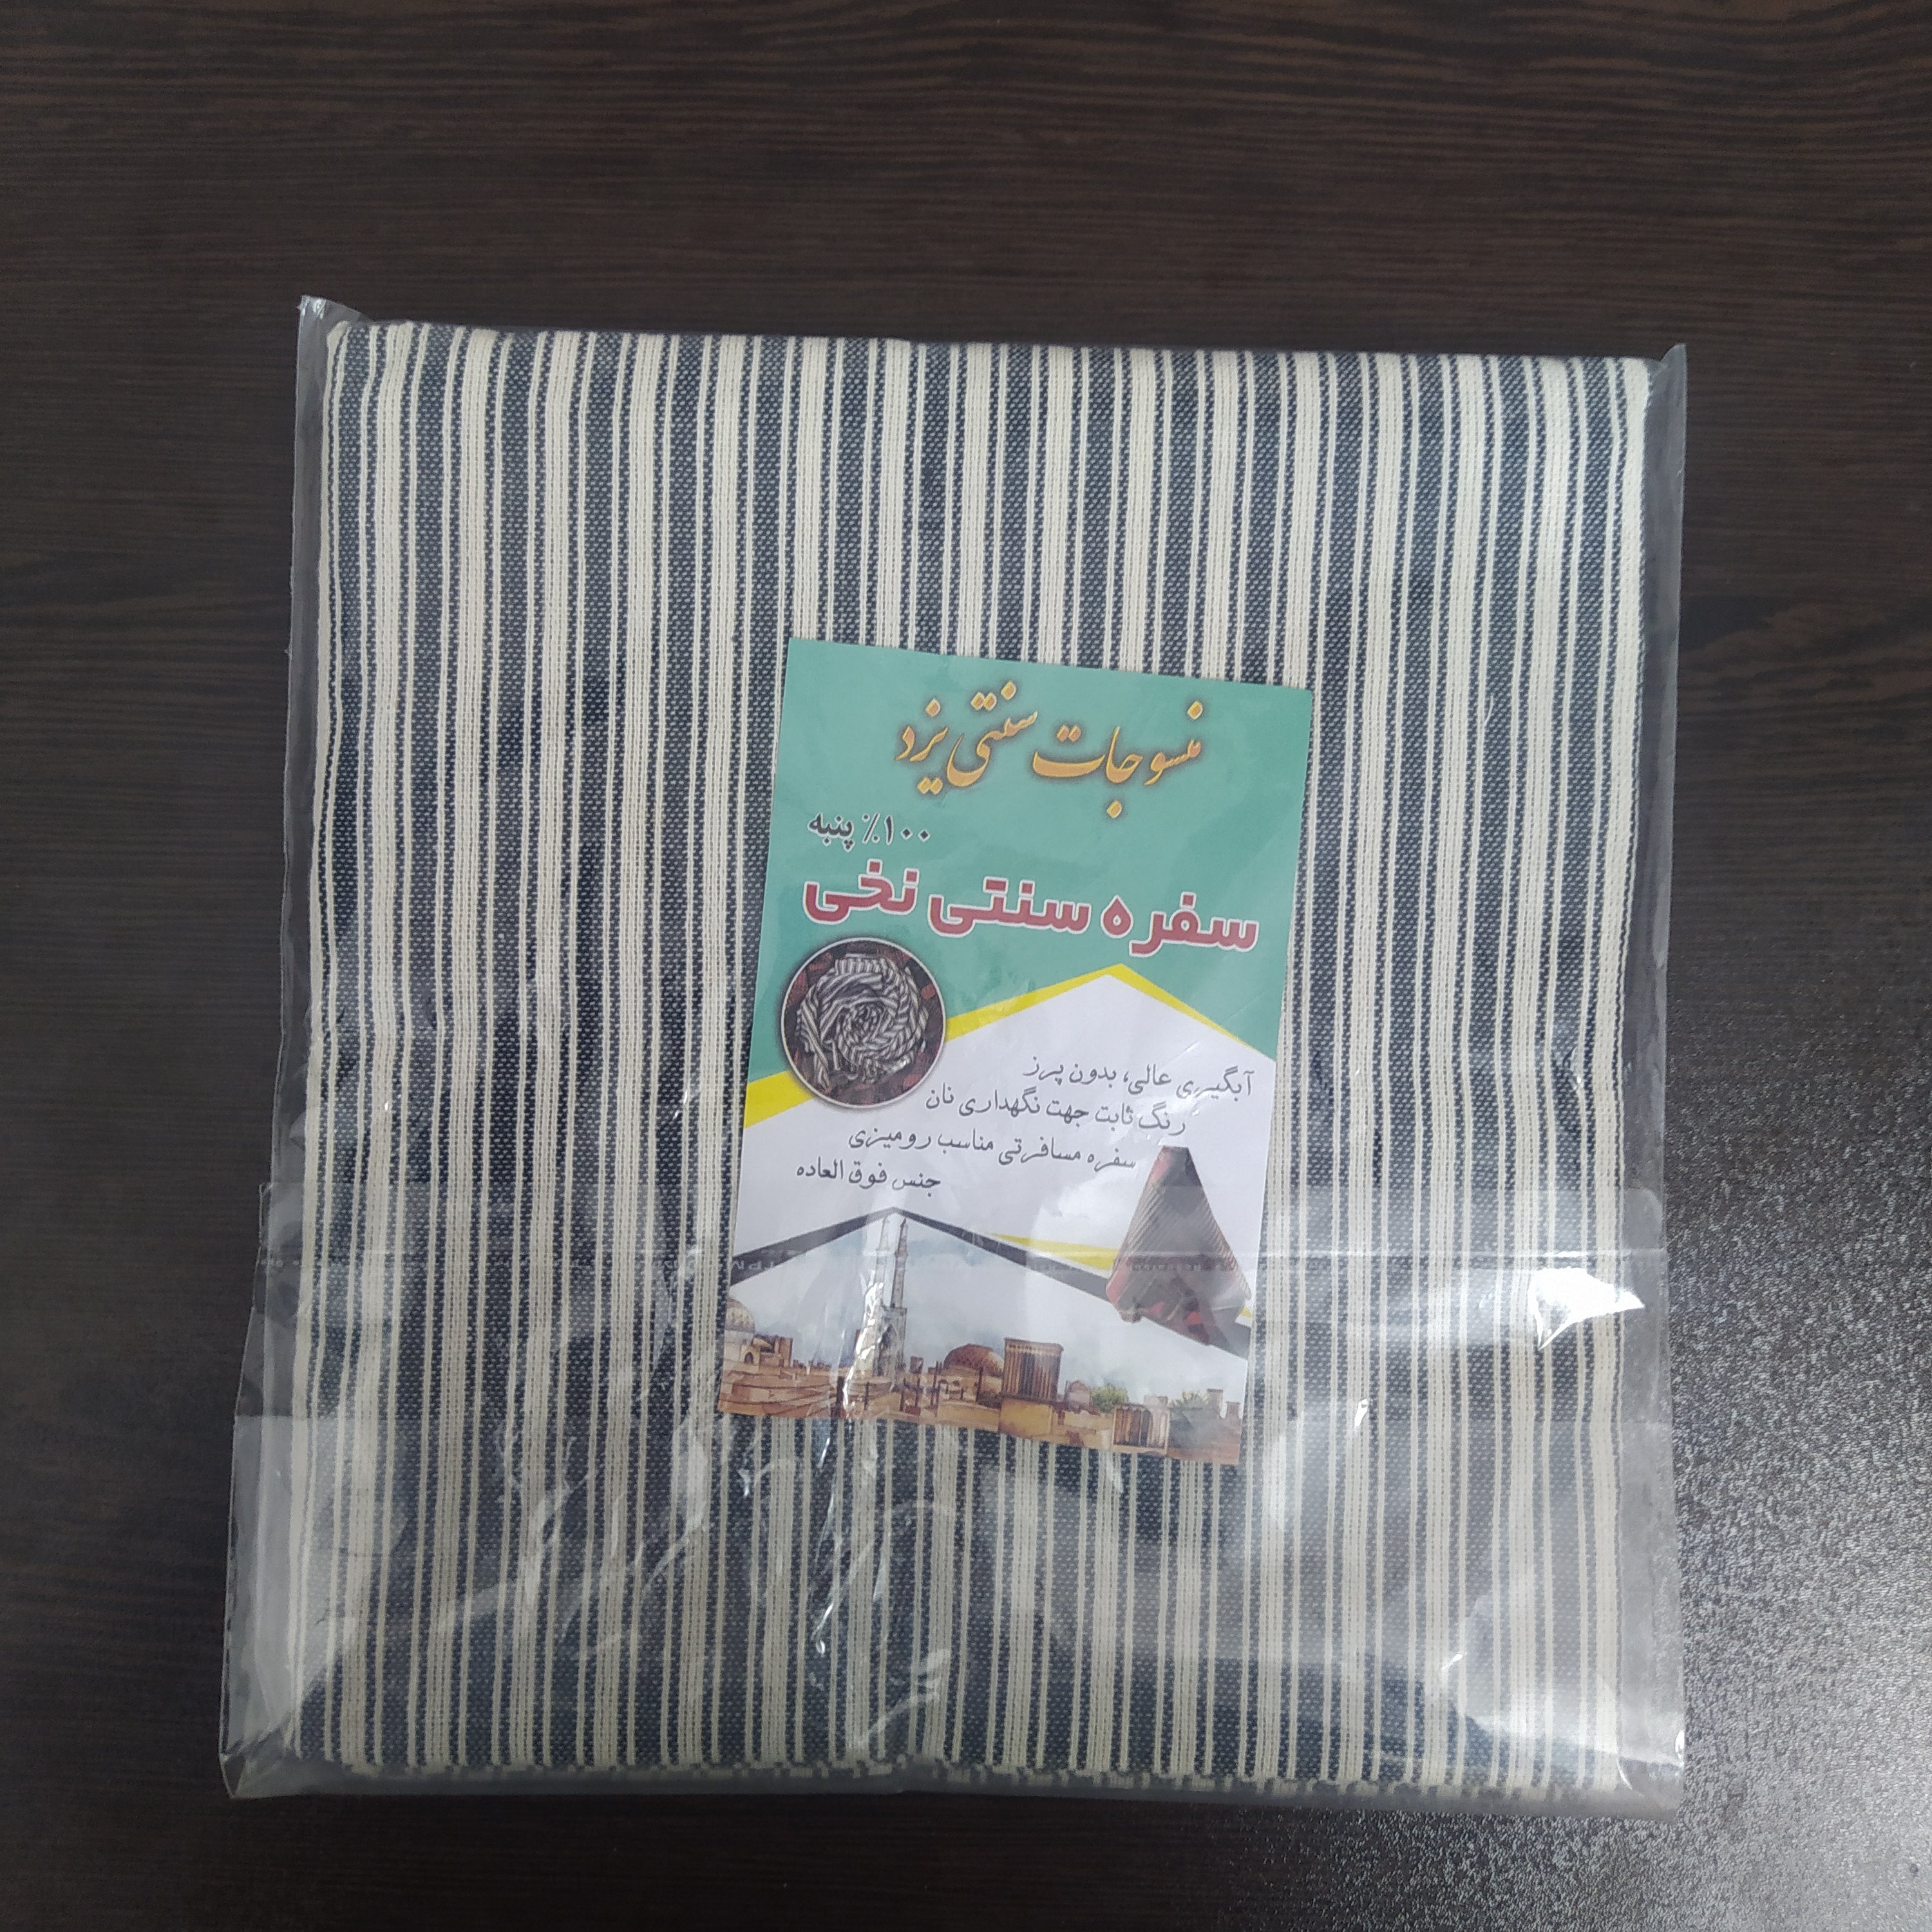 منسوجات سنتی یزد
۱۰۰٪ پنبه
سفره سنتی نخی
آبگیری عالی، بدون پرز
رنگ ثابت جهت نگهداری نان
سفره مسافرتی مناسب رومیزی
جنس فوق العاده